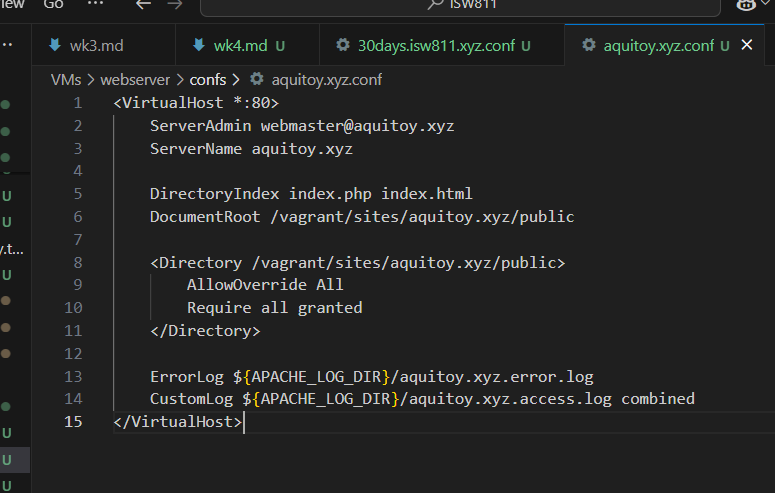 Go
ISW811
wk3.md
wk4.md U
30days.isw811.xyz.conf U
aquitoy.xyz.conf U
VMs > webserver > confs > aquitoy.xyz.conf
1 <VirtualHost *:80>
2     ServerAdmin webmaster@aquitoy.xyz
3     ServerName aquitoy.xyz
4
5     DirectoryIndex index.php index.html
6     DocumentRoot /vagrant/sites/aquitoy.xyz/public
7
8     <Directory /vagrant/sites/aquitoy.xyz/public>
9         AllowOverride All
10         Require all granted
11     </Directory>
12
13     ErrorLog ${APACHE_LOG_DIR}/aquitoy.xyz.error.log
14     CustomLog ${APACHE_LOG_DIR}/aquitoy.xyz.access.log combined
15 </VirtualHost>
U
U
U
U
U
U